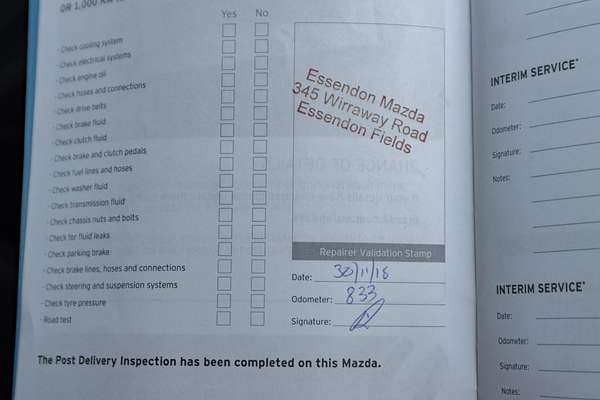 OR 1,000 KM
Yes No
- Check cooling system
- Check electrical systems
- Check engine oil
- Check hoses and connections
- Check drive belts
- Check brake fluid
- Check clutch fluid
- Check brake and clutch pedals
- Check fuel lines and hoses
- Check washer fluid
- Check transmission fluid
- Check chassis nuts and bolts
- Check for fluid leaks
- Check parking brake
- Check brake lines, hoses and connections
- Check steering and suspension systems
- Check tyre pressure
- Road test
Essendon Mazda
345 Wirraway Road
Essendon Fields
Repairer Validation Stamp
Date: 30/11/18
Odometer: 833
Signature:
The Post Delivery Inspection has been completed on this Mazda.
INTERIM SERVICE*
Date:
Odometer:
Signature:
Notes:
INTERIM SERVICE*
Date:
Odometer:
Signature:
Notes: